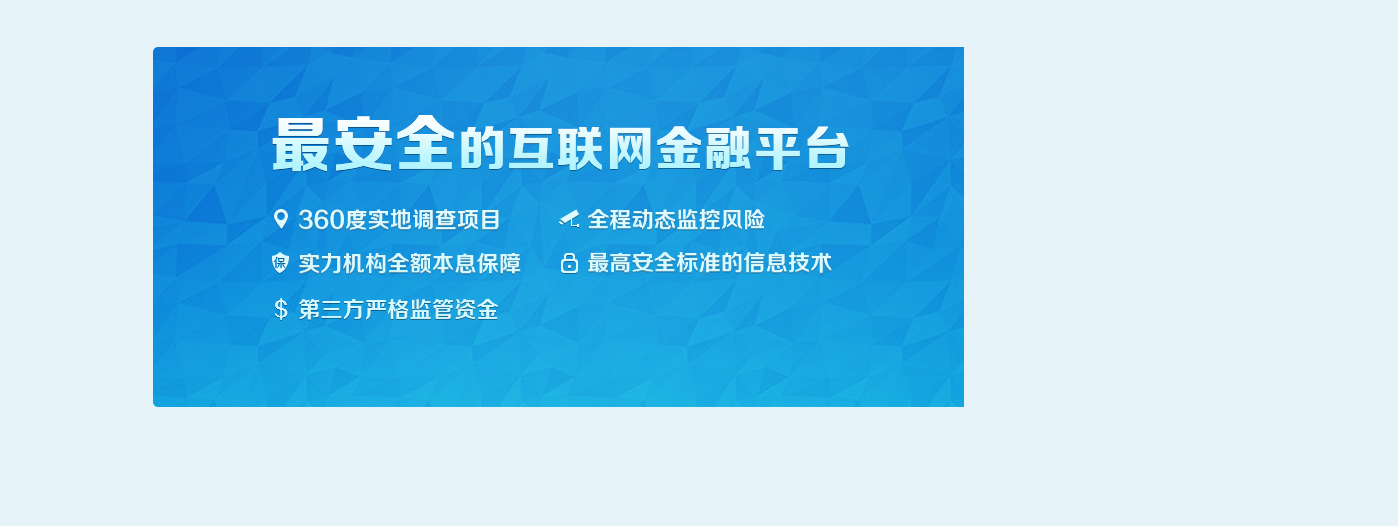 最安全的互联网金融平台
360度实地调查项目
全程动态监控风险
保
实力机构全额本息保障
最高安全标准的信息技术
$ 第三方严格监管资金